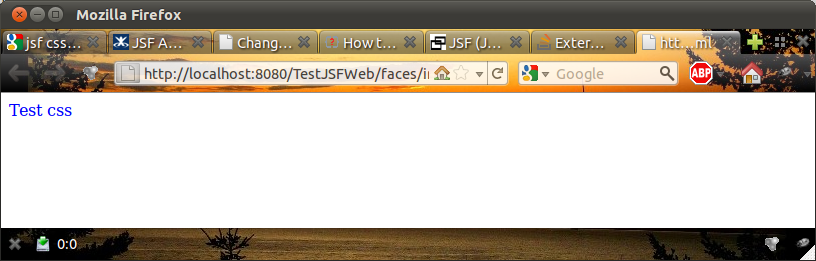 Mozilla Firefox
jsf css... JSF A... Chang... How t... JSF (J... Exter... htt...ml
http://localhost:8080/TestJSFWeb/faces/i Google ABP
Test css
0:0